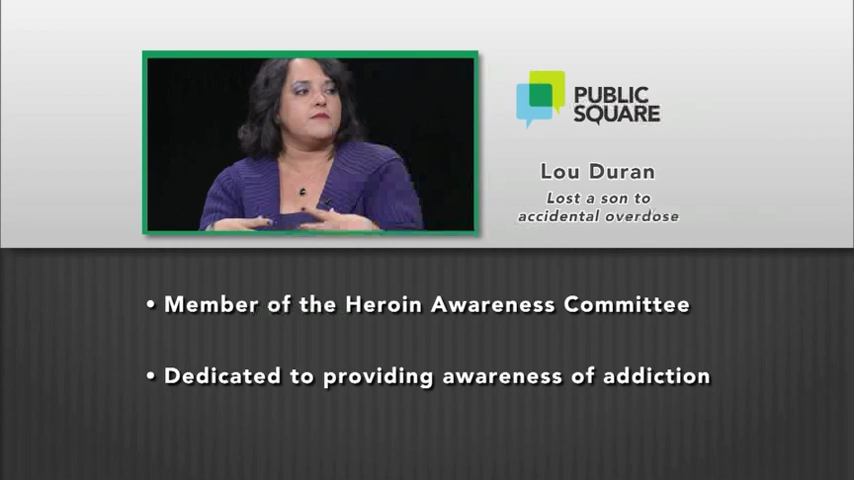 PUBLIC
SQUARE
Lou Duran
Lost a son to
accidental overdose
• Member of the Heroin Awareness Committee
• Dedicated to providing awareness of addiction